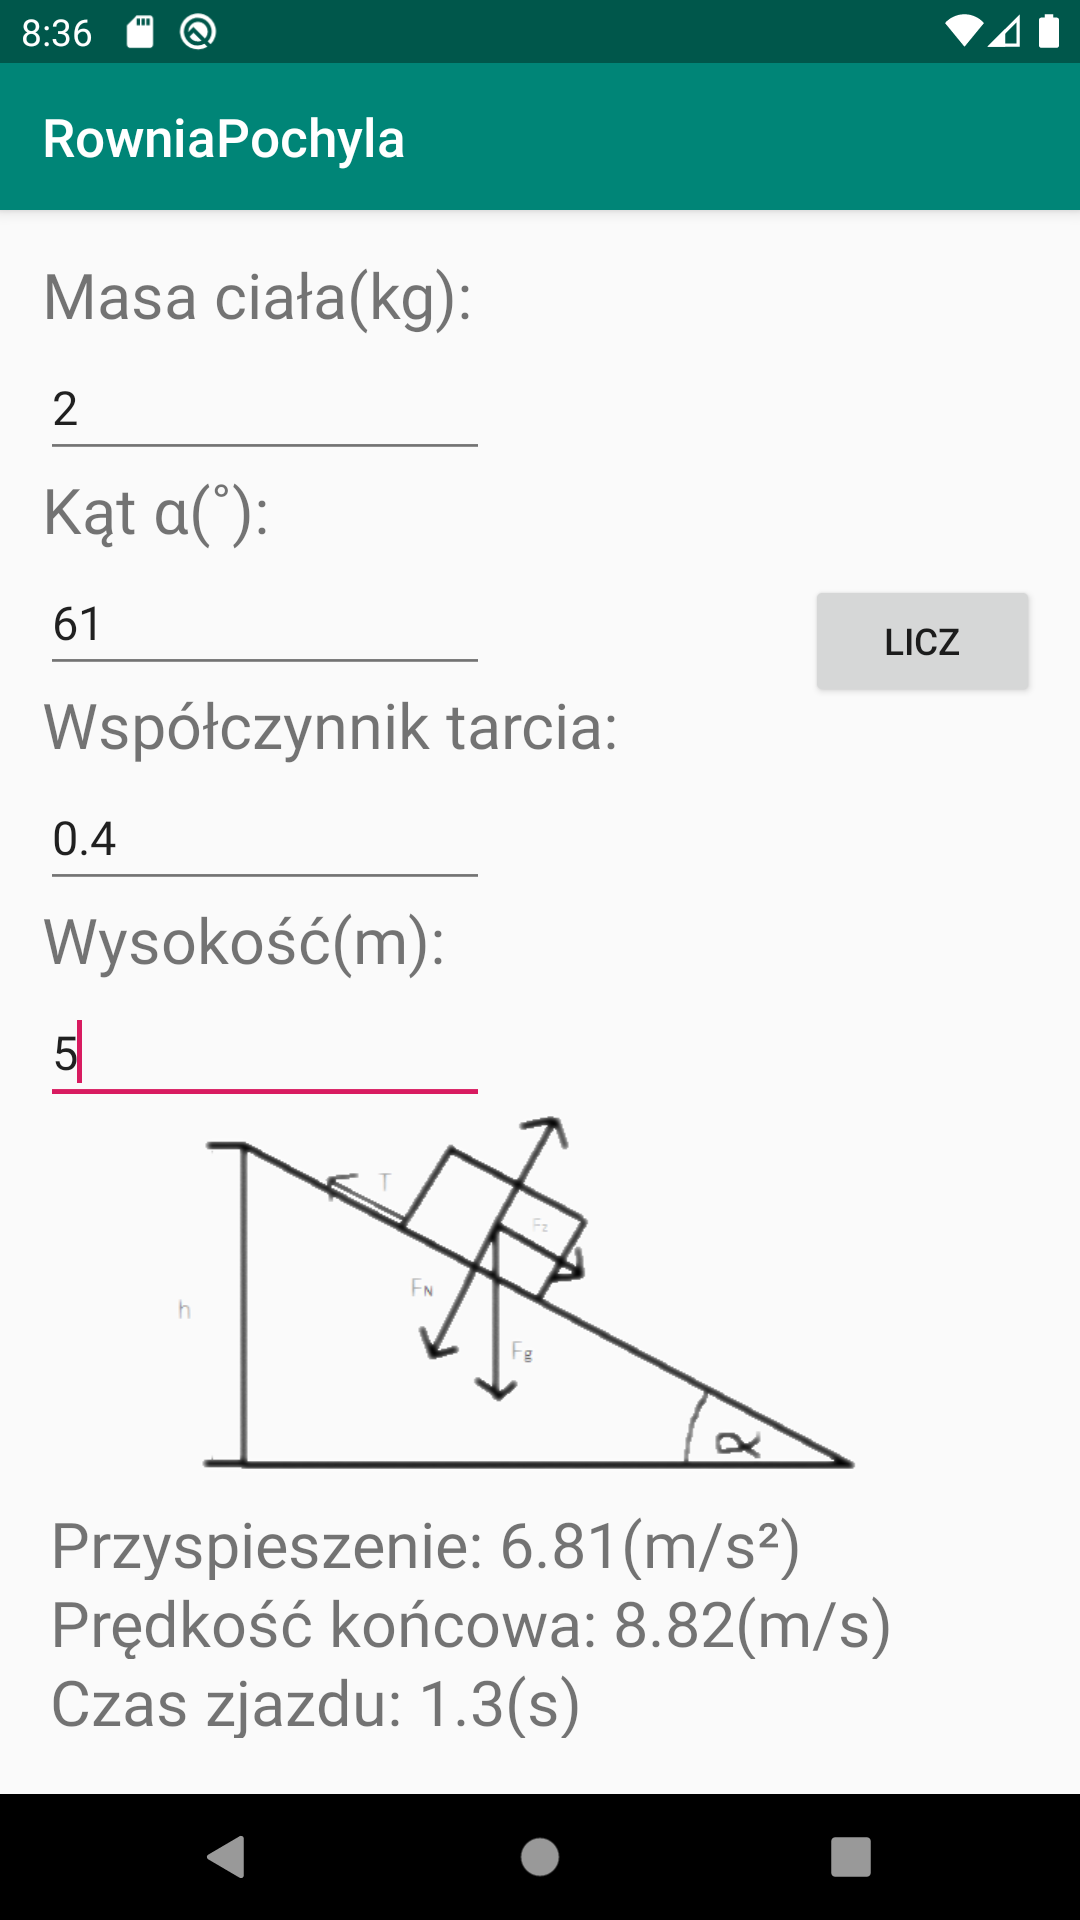 8:36
RowniaPochyla
Masa ciała(kg):
2
Kąt α(˚):
61
LICZ
Współczynnik tarcia:
0.4
Wysokość(m):
5
T
Fz
FN
h
Fg
α
Przyspieszenie: 6.81(m/s²)
Prędkość końcowa: 8.82(m/s)
Czas zjazdu: 1.3(s)